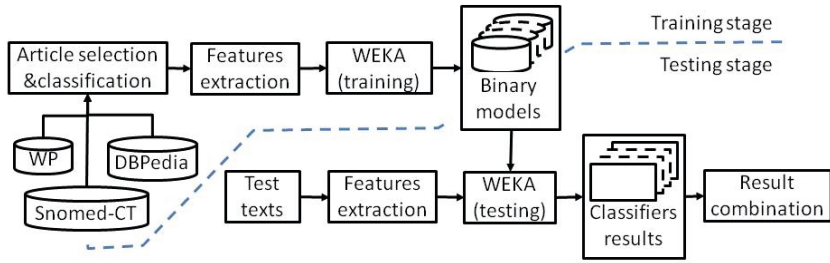 Article selection
&classification
Features
extraction
WEKA
(training)
Binary
models
Training stage
Testing stage
WP
DBPedia
Snomed-CT
Test
texts
Features
extraction
WEKA
(testing)
Classifiers
results
Result
combination